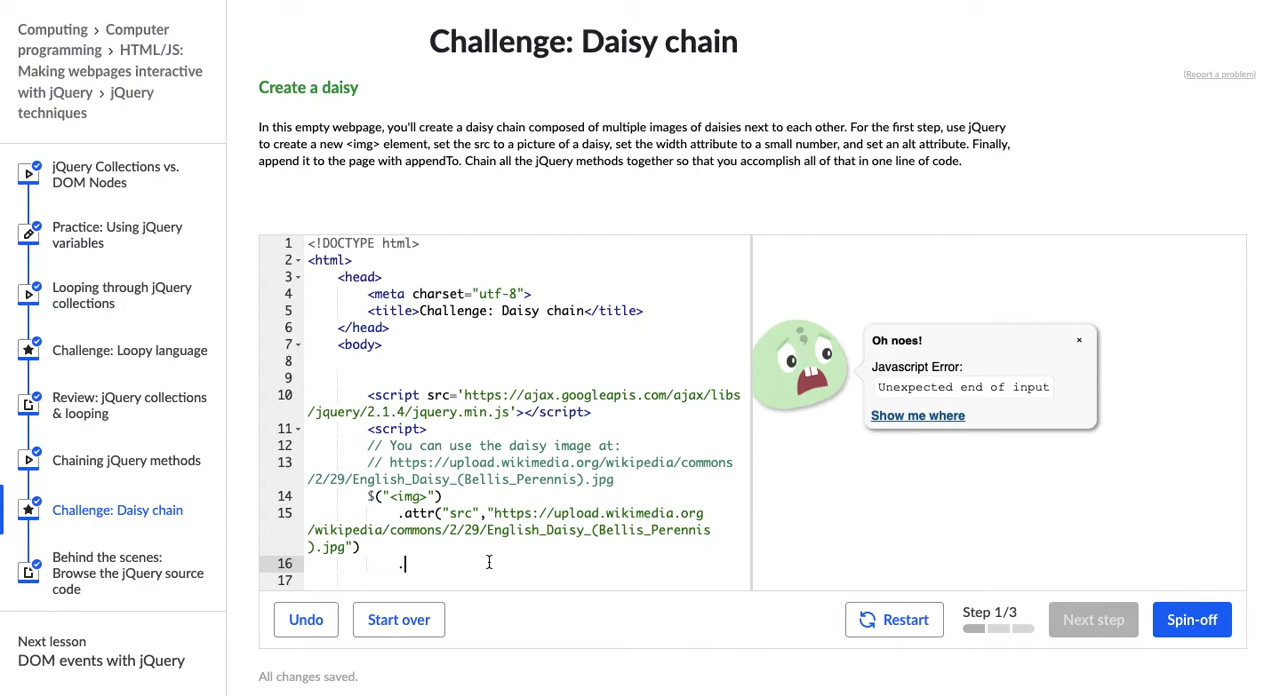 Computing › Computer
programming › HTML/JS:
Making webpages interactive
with jQuery › jQuery
techniques
jQuery Collections vs.
DOM Nodes
Practice: Using jQuery
variables
Looping through jQuery
collections
Challenge: Loopy language
Review: jQuery collections
& looping
Chaining jQuery methods
Challenge: Daisy chain
Behind the scenes:
Browse the jQuery source
code
Next lesson
DOM events with jQuery
Challenge: Daisy chain
(Report a problem)
Create a daisy
In this empty webpage, you'll create a daisy chain composed of multiple images of daisies next to each other. For the first step, use jQuery
to create a new <img> element, set the src to a picture of a daisy, set the width attribute to a small number, and set an alt attribute. Finally,
append it to the page with appendTo. Chain all the jQuery methods together so that you accomplish all of that in one line of code.
1 <!DOCTYPE html>
2 <html>
3 <head>
4 <meta charset="utf-8">
5 <title>Challenge: Daisy chain</title>
6 </head>
7 <body>
8
9
10 <script src='https://ajax.googleapis.com/ajax/libs
/jquery/2.1.4/jquery.min.js'></script>
11 <script>
12 // You can use the daisy image at:
13 // https://upload.wikimedia.org/wikipedia/commons
/2/29/English_Daisy_(Bellis_Perennis).jpg
14 $("<img>")
15 .attr("src","https://upload.wikimedia.org
/wikipedia/commons/2/29/English_Daisy_(Bellis_Perennis
).jpg")
16 .
17
Oh noes!
×
Javascript Error:
Unexpected end of input
Show me where
Undo
Start over
Restart
Step 1/3
Next step
Spin-off
All changes saved.